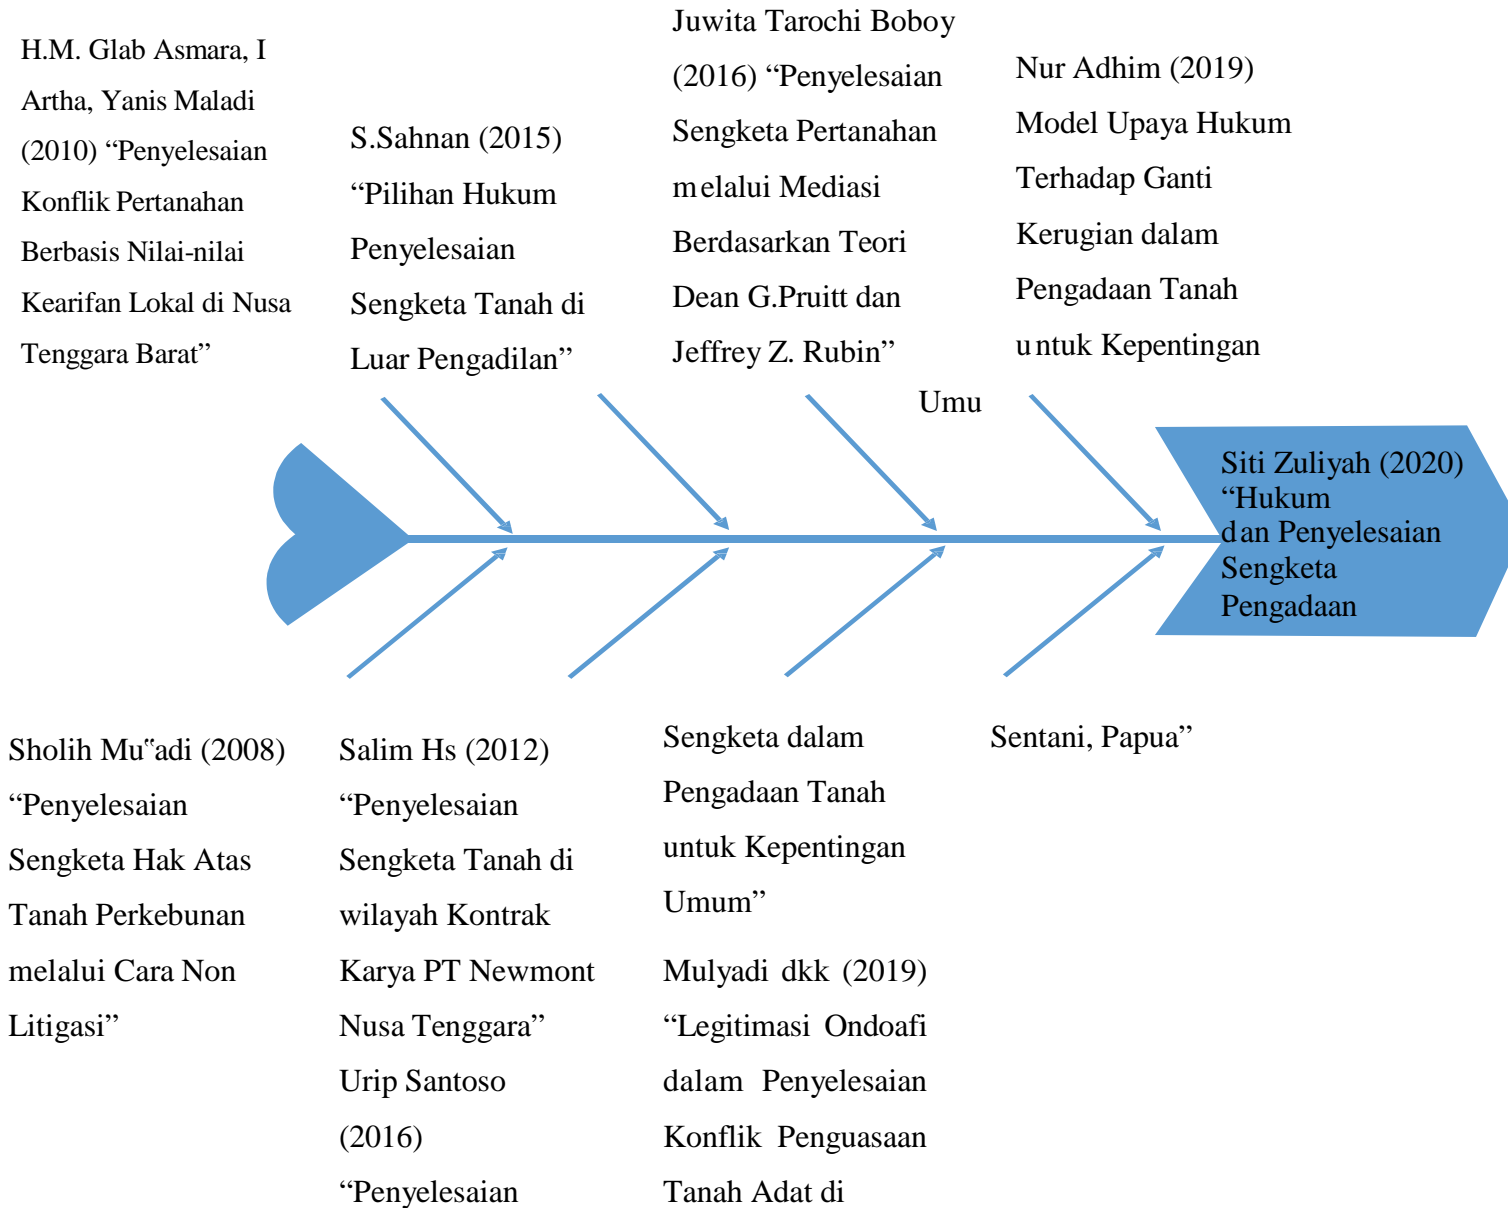 H.M. Glab Asmara, I
Artha, Yanis Maladi
(2010) “Penyelesaian
Konflik Pertanahan
Berbasis Nilai-nilai
Kearifan Lokal di Nusa
Tenggara Barat”
S.Sahnan (2015)
“Pilihan Hukum
Penyelesaian
Sengketa Tanah di
Luar Pengadilan”
Juwita Tarochi Boboy
(2016) “Penyelesaian
Sengketa Pertanahan
melalui Mediasi
Berdasarkan Teori
Dean G.Pruitt dan
Jeffrey Z. Rubin”
Nur Adhim (2019)
Model Upaya Hukum
Terhadap Ganti
Kerugian dalam
Pengadaan Tanah
untuk Kepentingan
Umu
Siti Zuliyah (2020)
“Hukum
dan Penyelesaian
Sengketa
Pengadaan
Sholih Mu‟adi (2008)
“Penyelesaian
Sengketa Hak Atas
Tanah Perkebunan
melalui Cara Non
Litigasi”
Salim Hs (2012)
“Penyelesaian
Sengketa Tanah di
wilayah Kontrak
Karya PT Newmont
Nusa Tenggara”
Urip Santoso
(2016)
“Penyelesaian
Sengketa dalam
Pengadaan Tanah
untuk Kepentingan
Umum”
Mulyadi dkk (2019)
“Legitimasi Ondoafi
dalam Penyelesaian
Konflik Penguasaan
Tanah Adat di
Sentani, Papua”